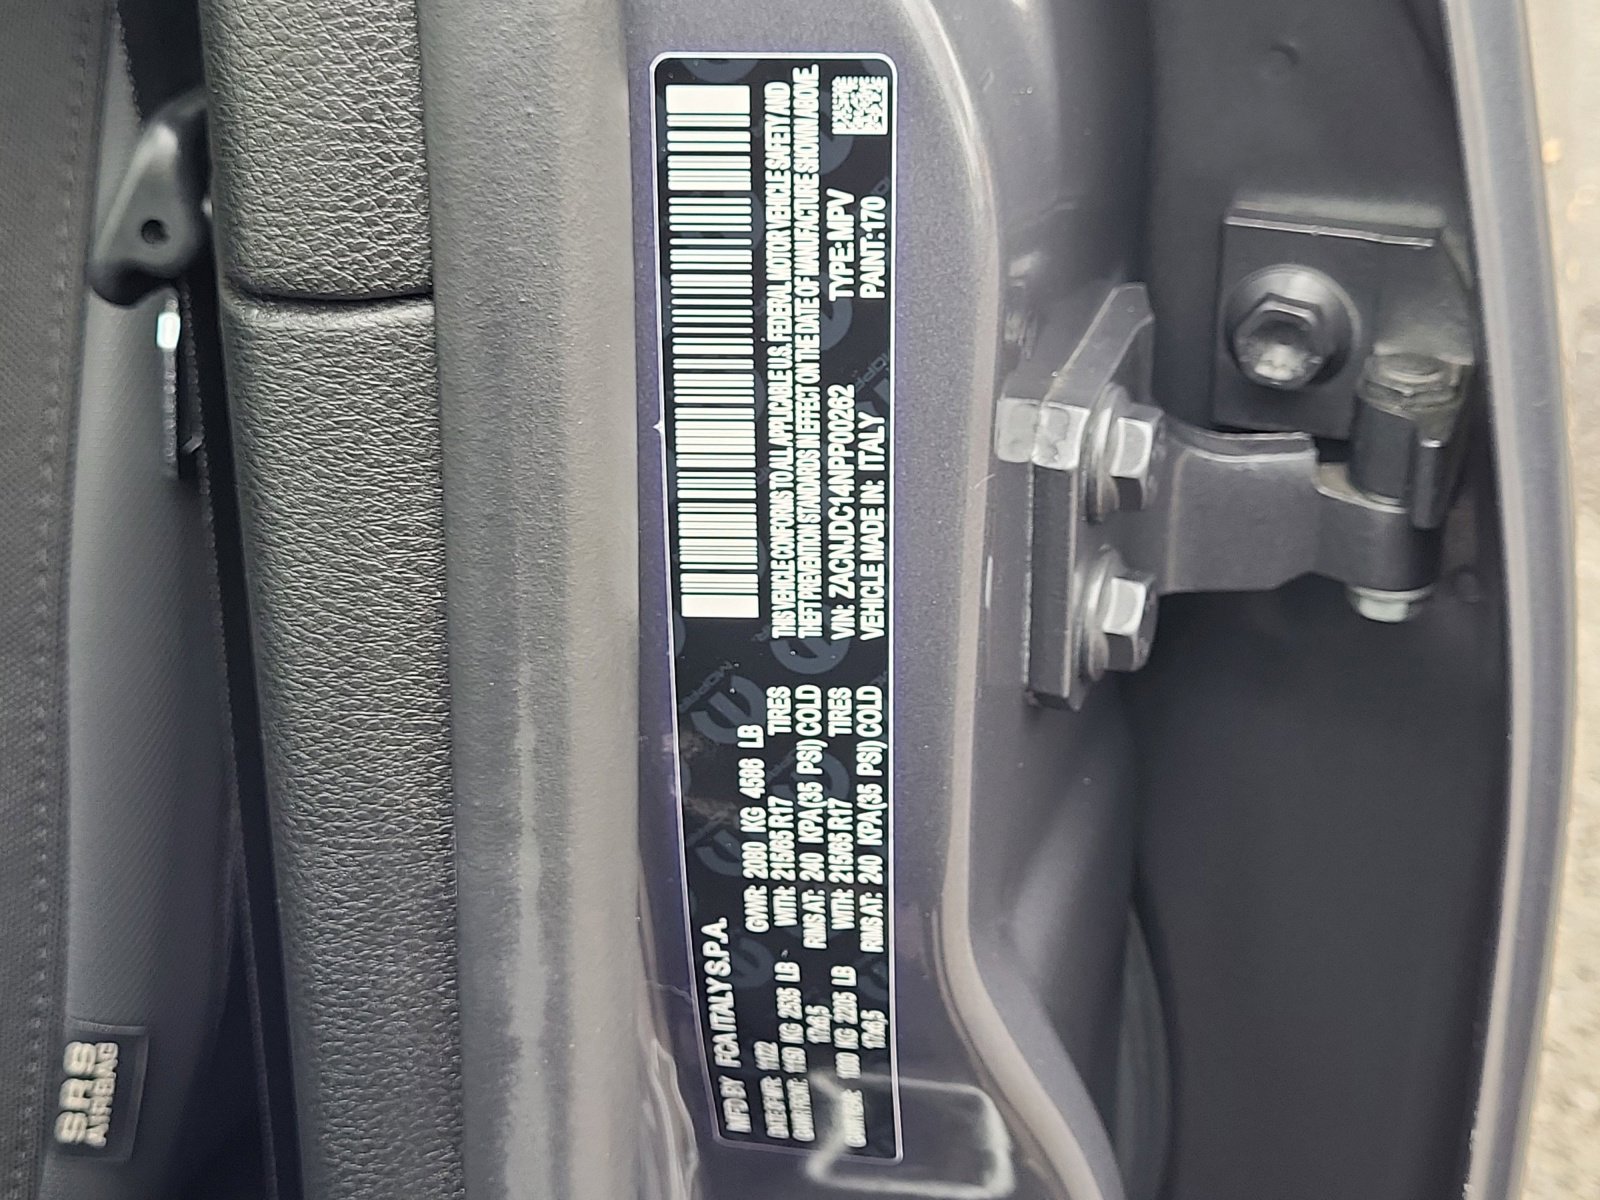 MFD BY FCA ITALY S.P.A.
DATE OF MFR: 11/22 GVWR: 2080 KG 4586 LB
GAWR FRONT: 1150 KG 2535 LB WITH: 215/65 R17 TIRES
17x6,5 RIMS AT: 240 KPA(35 PSI) COLD
1000 KG 2205 LB WITH: 215/65 R17 TIRES
17x6,5 RIMS AT: 240 KPA(35 PSI) COLD
THIS VEHICLE CONFORMS TO ALL APPLICABLE U.S. FEDERAL MOTOR VEHICLE SAFETY AND
THEFT PREVENTION STANDARDS IN EFFECT ON THE DATE OF MANUFACTURE SHOWN ABOVE.
VIN: ZACNJDC14NPP00262 TYPE: MPV
VEHICLE MADE IN: ITALY PAINT: 170
MOPAR
SRS
AIRBAG